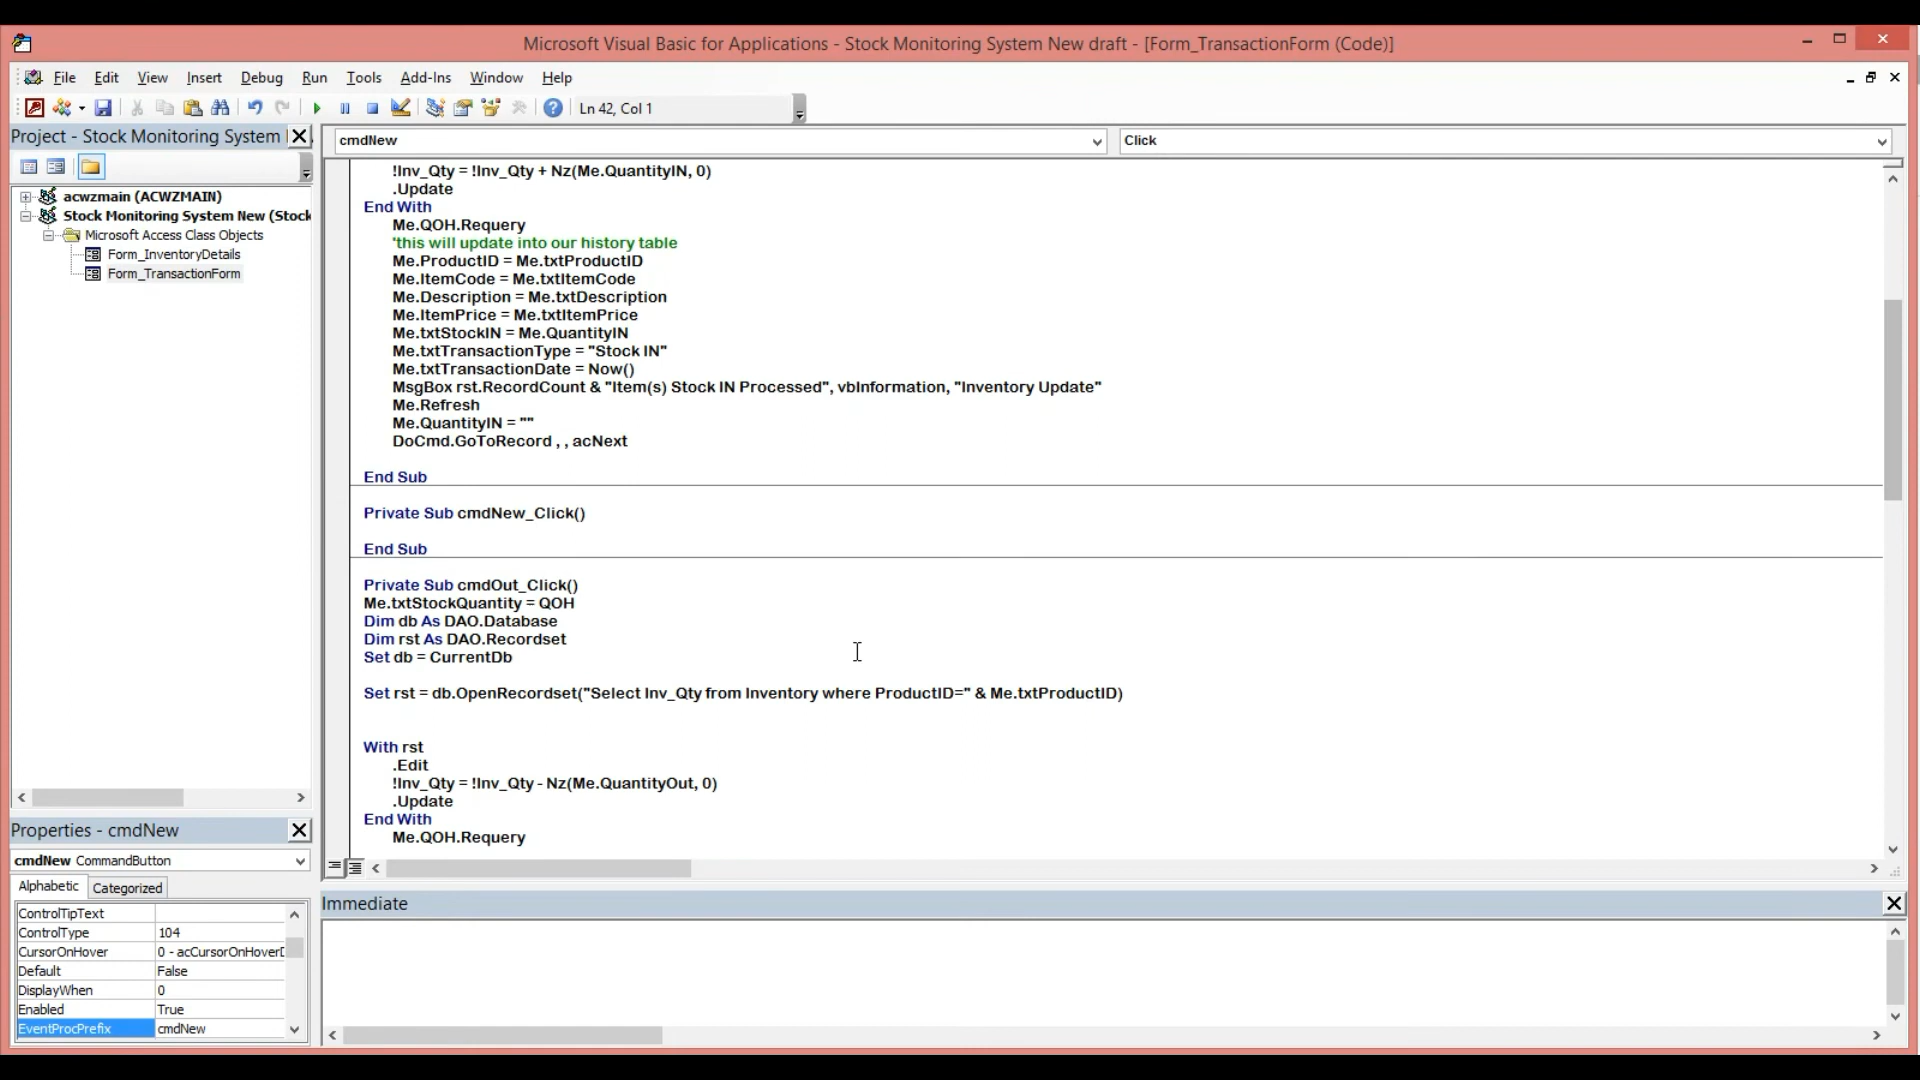 Microsoft Visual Basic for Applications - Stock Monitoring System New draft - [Form_TransactionForm (Code)]
File Edit View Insert Debug Run Tools Add-Ins Window Help
Ln 42, Col 1
Project - Stock Monitoring System
acwzmain (ACWZMAIN)
Stock Monitoring System New (Stock
Microsoft Access Class Objects
Form_InventoryDetails
Form_TransactionForm
cmdNew Click
!Inv_Qty = !Inv_Qty + Nz(Me.QuantityIN, 0)
.Update
End With
Me.QOH.Requery
'this will update into our history table
Me.ProductID = Me.txtProductID
Me.ItemCode = Me.txtItemCode
Me.Description = Me.txtDescription
Me.ItemPrice = Me.txtItemPrice
Me.txtStockIN = Me.QuantityIN
Me.txtTransactionType = "Stock IN"
Me.txtTransactionDate = Now()
MsgBox rst.RecordCount & "Item(s) Stock IN Processed", vbInformation, "Inventory Update"
Me.Refresh
Me.QuantityIN = ""
DoCmd.GoToRecord , , acNext
End Sub
Private Sub cmdNew_Click()
End Sub
Private Sub cmdOut_Click()
Me.txtStockQuantity = QOH
Dim db As DAO.Database
Dim rst As DAO.Recordset
Set db = CurrentDb
Set rst = db.OpenRecordset("Select Inv_Qty from Inventory where ProductID=" & Me.txtProductID)
With rst
.Edit
!Inv_Qty = !Inv_Qty - Nz(Me.QuantityOut, 0)
.Update
End With
Me.QOH.Requery
Properties - cmdNew
cmdNew CommandButton
Alphabetic Categorized
ControlTipText
ControlType 104
CursorOnHover 0 - acCursorOnHoverD
Default False
DisplayWhen 0
Enabled True
EventProcPrefix cmdNew
Immediate